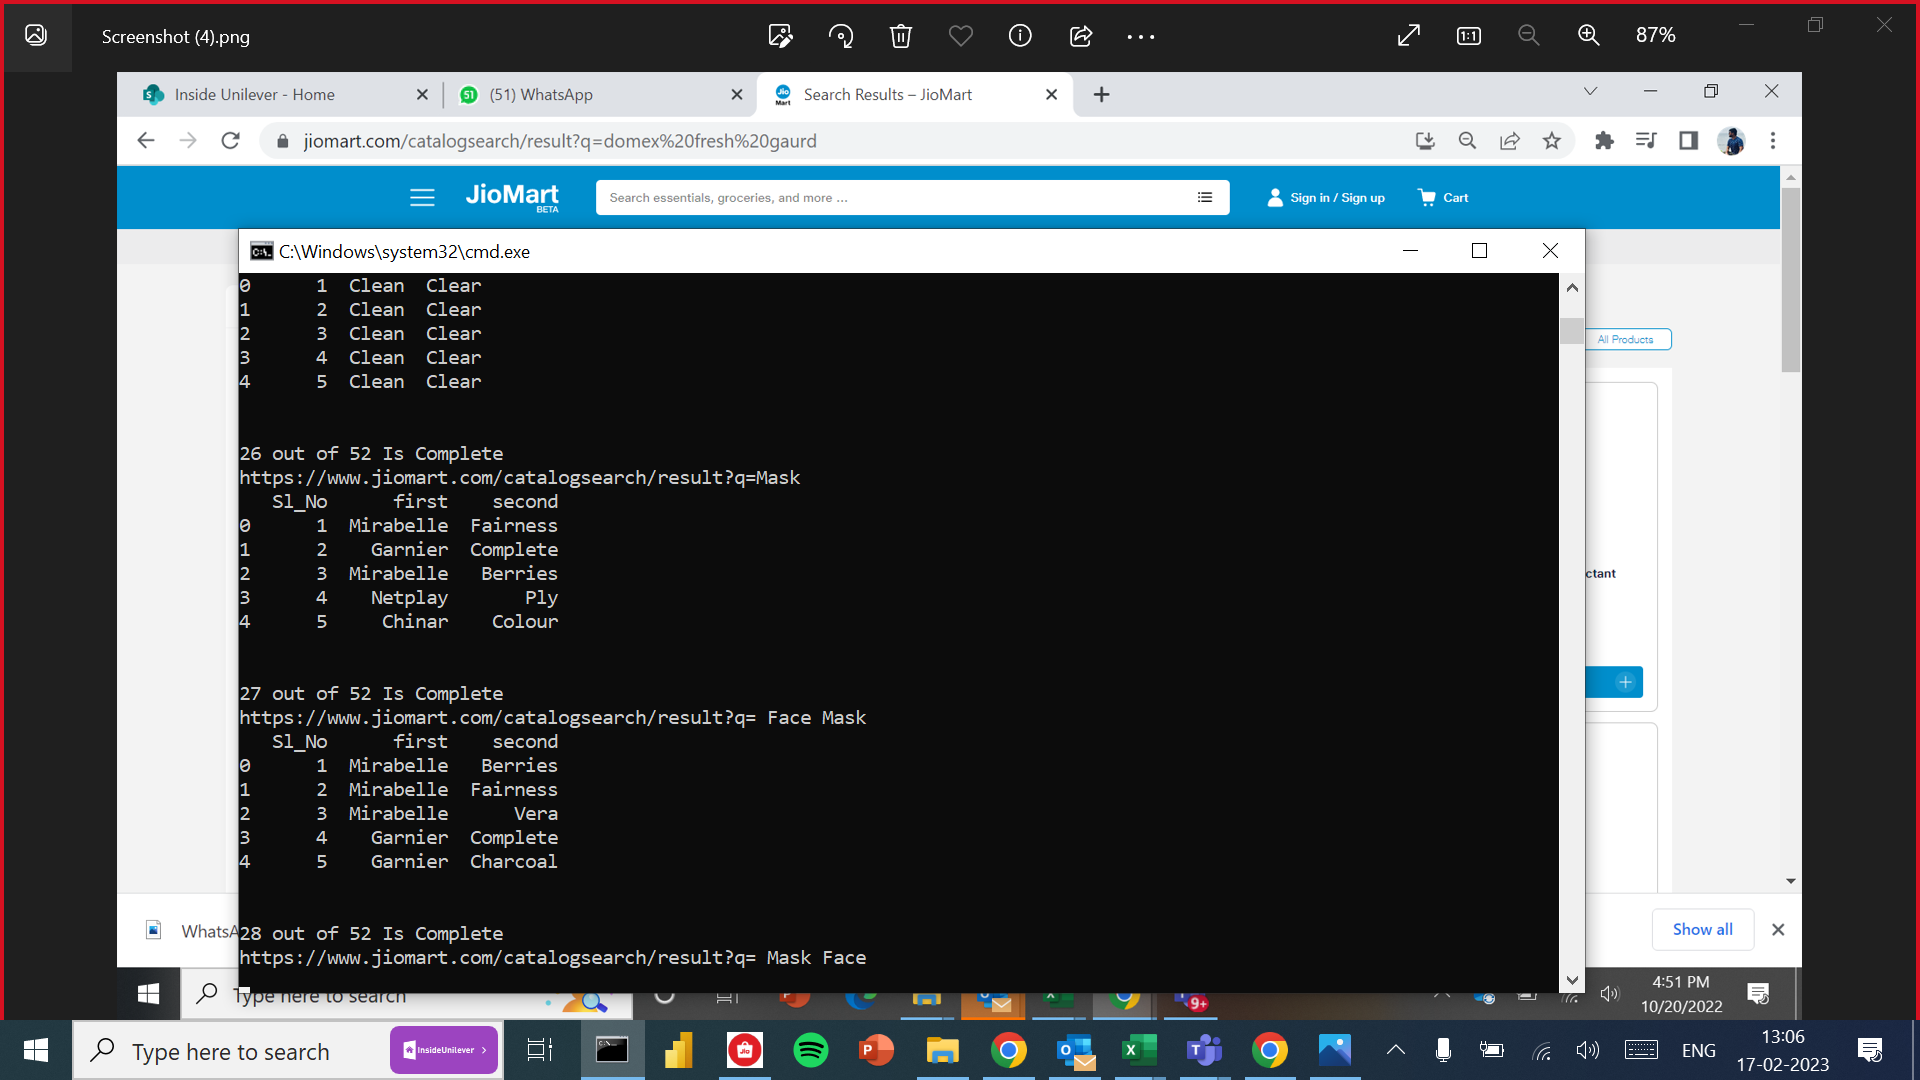 Screenshot (4).png
87%
Inside Unilever - Home
51
(51) WhatsApp
Jio
Mart
Search Results – JioMart
jiomart.com/catalogsearch/result?q=domex%20fresh%20gaurd
JioMart
BETA
Search essentials, groceries, and more ...
Sign in / Sign up
Cart
C:\Windows\system32\cmd.exe
0 1 Clean Clear
1 2 Clean Clear
2 3 Clean Clear
3 4 Clean Clear
4 5 Clean Clear
All Products
26 out of 52 Is Complete
https://www.jiomart.com/catalogsearch/result?q=Mask
Sl_No first second
0 1 Mirabelle Fairness
1 2 Garnier Complete
2 3 Mirabelle Berries
3 4 Netplay Ply
4 5 Chinar Colour
ctant
27 out of 52 Is Complete
https://www.jiomart.com/catalogsearch/result?q= Face Mask
Sl_No first second
0 1 Mirabelle Berries
1 2 Mirabelle Fairness
2 3 Mirabelle Vera
3 4 Garnier Complete
4 5 Garnier Charcoal
WhatsA
28 out of 52 Is Complete
https://www.jiomart.com/catalogsearch/result?q= Mask Face
Show all
Type here to search
9+
4:51 PM
10/20/2022
Type here to search
InsideUnilever
ENG
13:06
17-02-2023